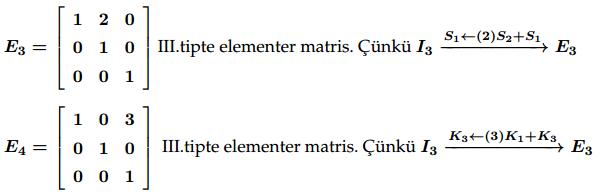 E₃ = [ 1 2 0 ; 0 1 0 ; 0 0 1 ] III.tipte elementer matris. Çünkü I₃ --S₁←(2)S₂+S₁--> E₃
E₄ = [ 1 0 3 ; 0 1 0 ; 0 0 1 ] III.tipte elementer matris. Çünkü I₃ --K₃←(3)K₁+K₃--> E₃